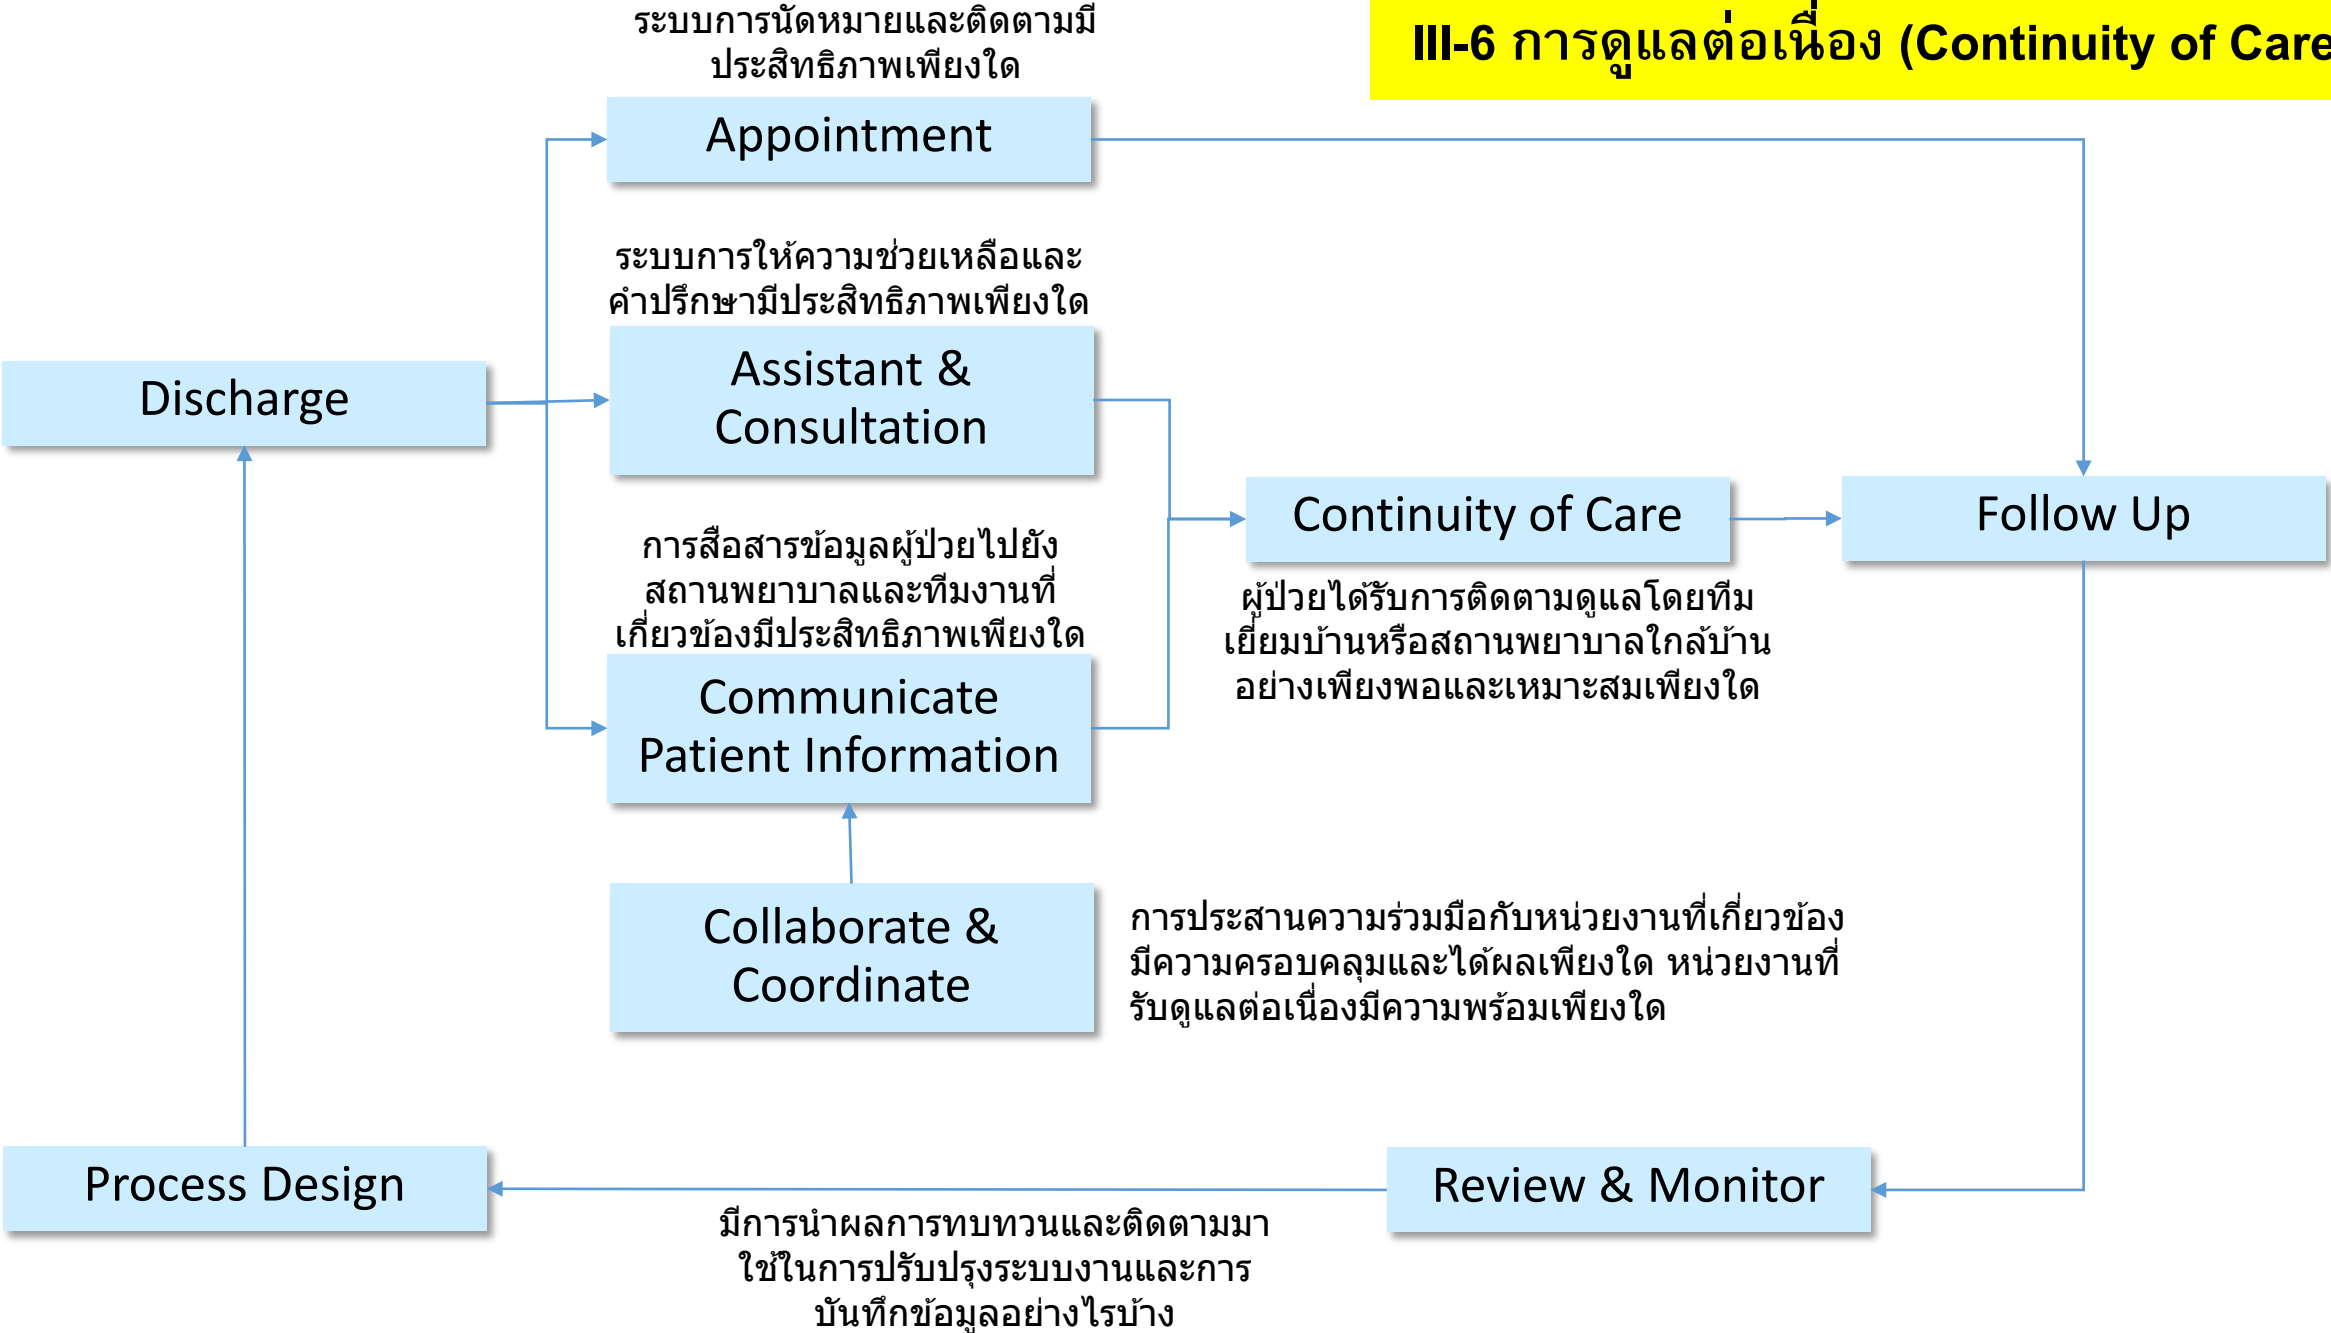 ระบบการนัดหมายและติดตามมี
ประสิทธิภาพเพียงใด
III-6 การดูแลต่อเนื่อง (Continuity of Care
Appointment
ระบบการให้ความช่วยเหลือและ
คำปรึกษามีประสิทธิภาพเพียงใด
Assistant &
Consultation
Discharge
การสื่อสารข้อมูลผู้ป่วยไปยัง
สถานพยาบาลและทีมงานที่
เกี่ยวข้องมีประสิทธิภาพเพียงใด
Communicate
Patient Information
Continuity of Care
ผู้ป่วยได้รับการติดตามดูแลโดยทีม
เยี่ยมบ้านหรือสถานพยาบาลใกล้บ้าน
อย่างเพียงพอและเหมาะสมเพียงใด
Follow Up
Collaborate &
Coordinate
การประสานความร่วมมือกับหน่วยงานที่เกี่ยวข้อง
มีความครอบคลุมและได้ผลเพียงใด หน่วยงานที่
รับดูแลต่อเนื่องมีความพร้อมเพียงใด
Process Design
Review & Monitor
มีการนำผลการทบทวนและติดตามมา
ใช้ในการปรับปรุงระบบงานและการ
บันทึกข้อมูลอย่างไรบ้าง